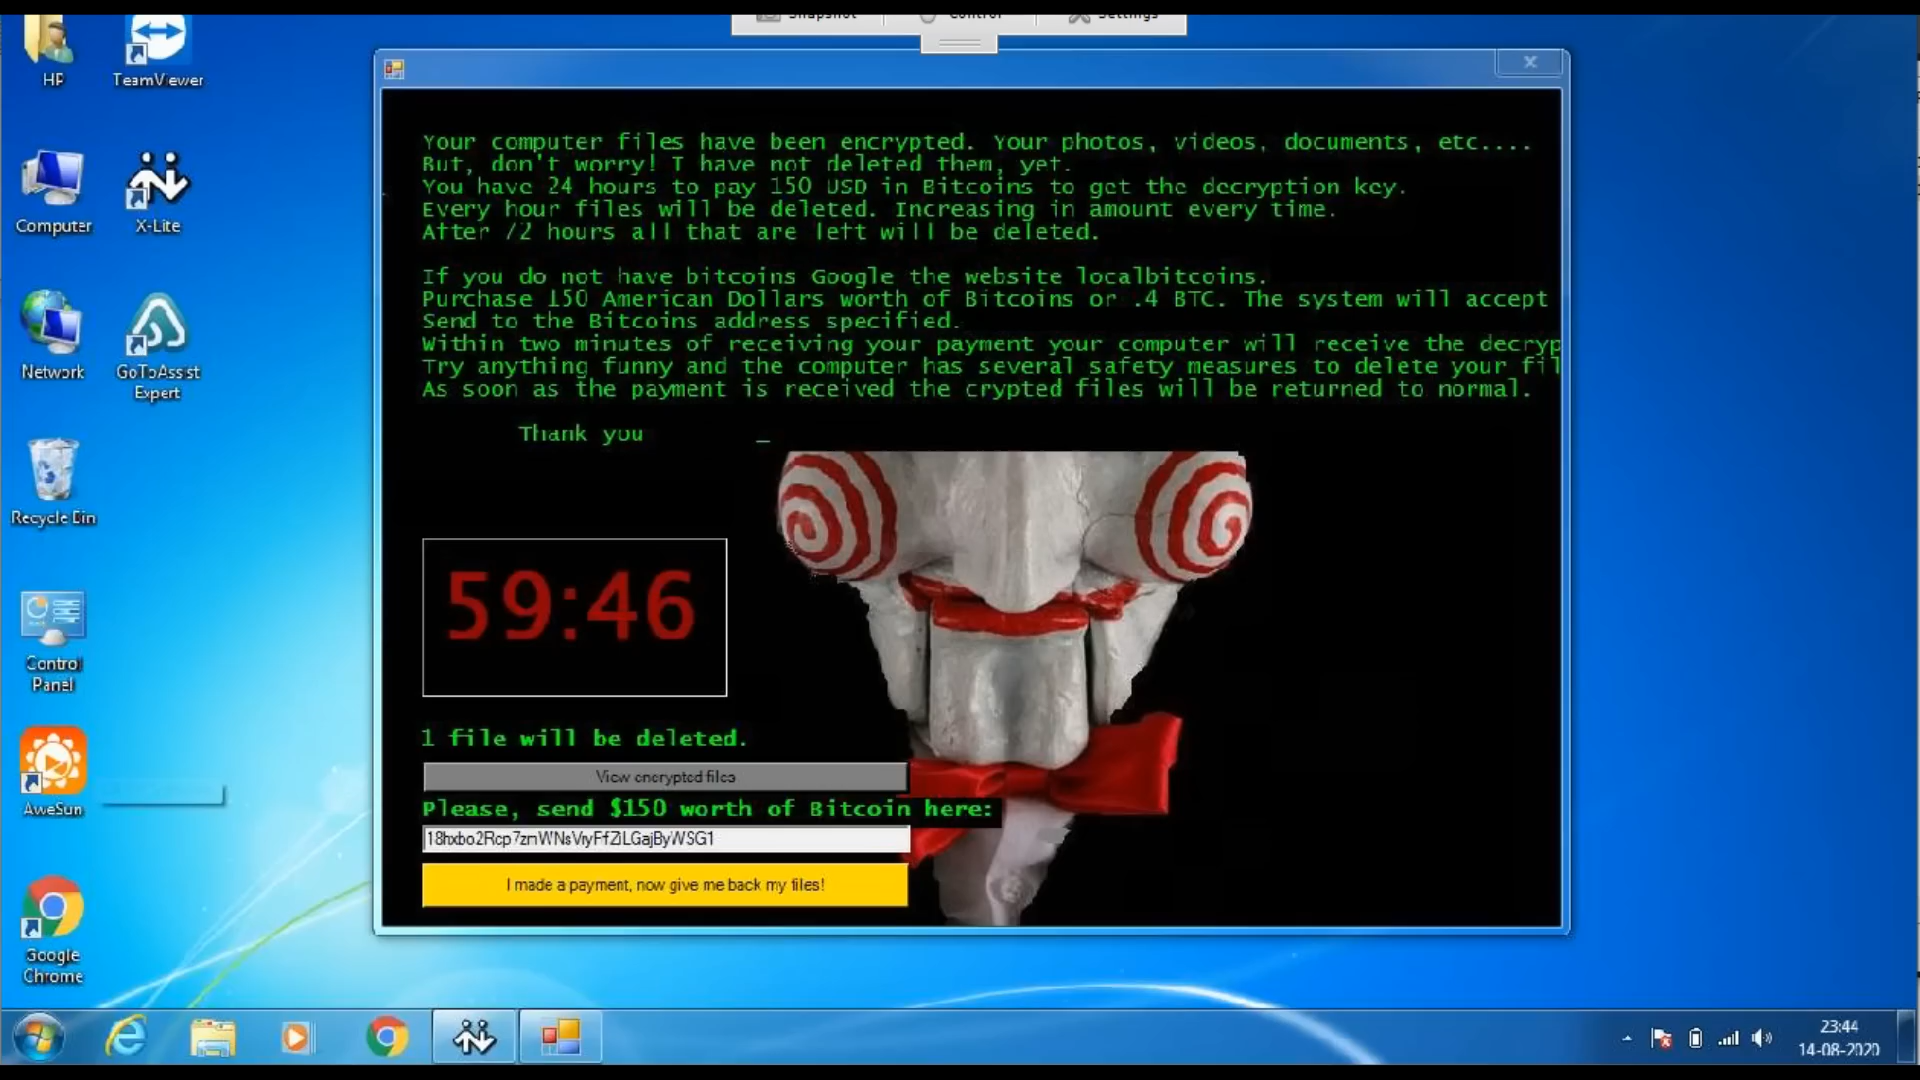 Snapshot Control Settings
HP
TeamViewer
Computer
X-Lite
Network
GoToAssist
Expert
Recycle Bin
Control
Panel
AweSun
Google
Chrome
Your computer files have been encrypted. Your photos, videos, documents, etc....
But, don't worry! I have not deleted them, yet.
You have 24 hours to pay 150 USD in Bitcoins to get the decryption key.
Every hour files will be deleted. Increasing in amount every time.
After 72 hours all that are left will be deleted.
If you do not have bitcoins Google the website localbitcoins.
Purchase 150 American Dollars worth of Bitcoins or .4 BTC. The system will accept
Send to the Bitcoins address specified.
Within two minutes of receiving your payment your computer will receive the decryp
Try anything funny and the computer has several safety measures to delete your fil
As soon as the payment is received the crypted files will be returned to normal.
Thank you
59:46
1 file will be deleted.
View encrypted files
Please, send $150 worth of Bitcoin here:
I made a payment, now give me back my files!
23:44
14-08-2020